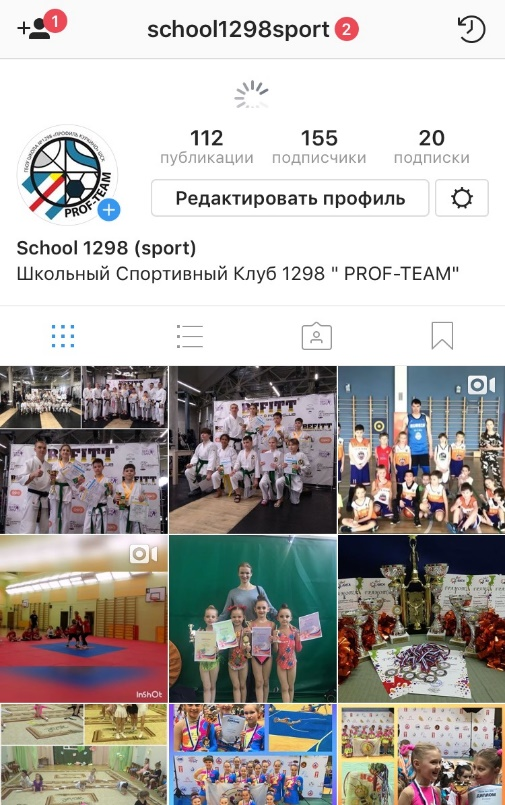 1
school1298sport 2
112 155 20
публикации подписчики подписки
Редактировать профиль
PROF-TEAM
School 1298 (sport)
Школьный Спортивный Клуб 1298 " PROF-TEAM"
InShOt